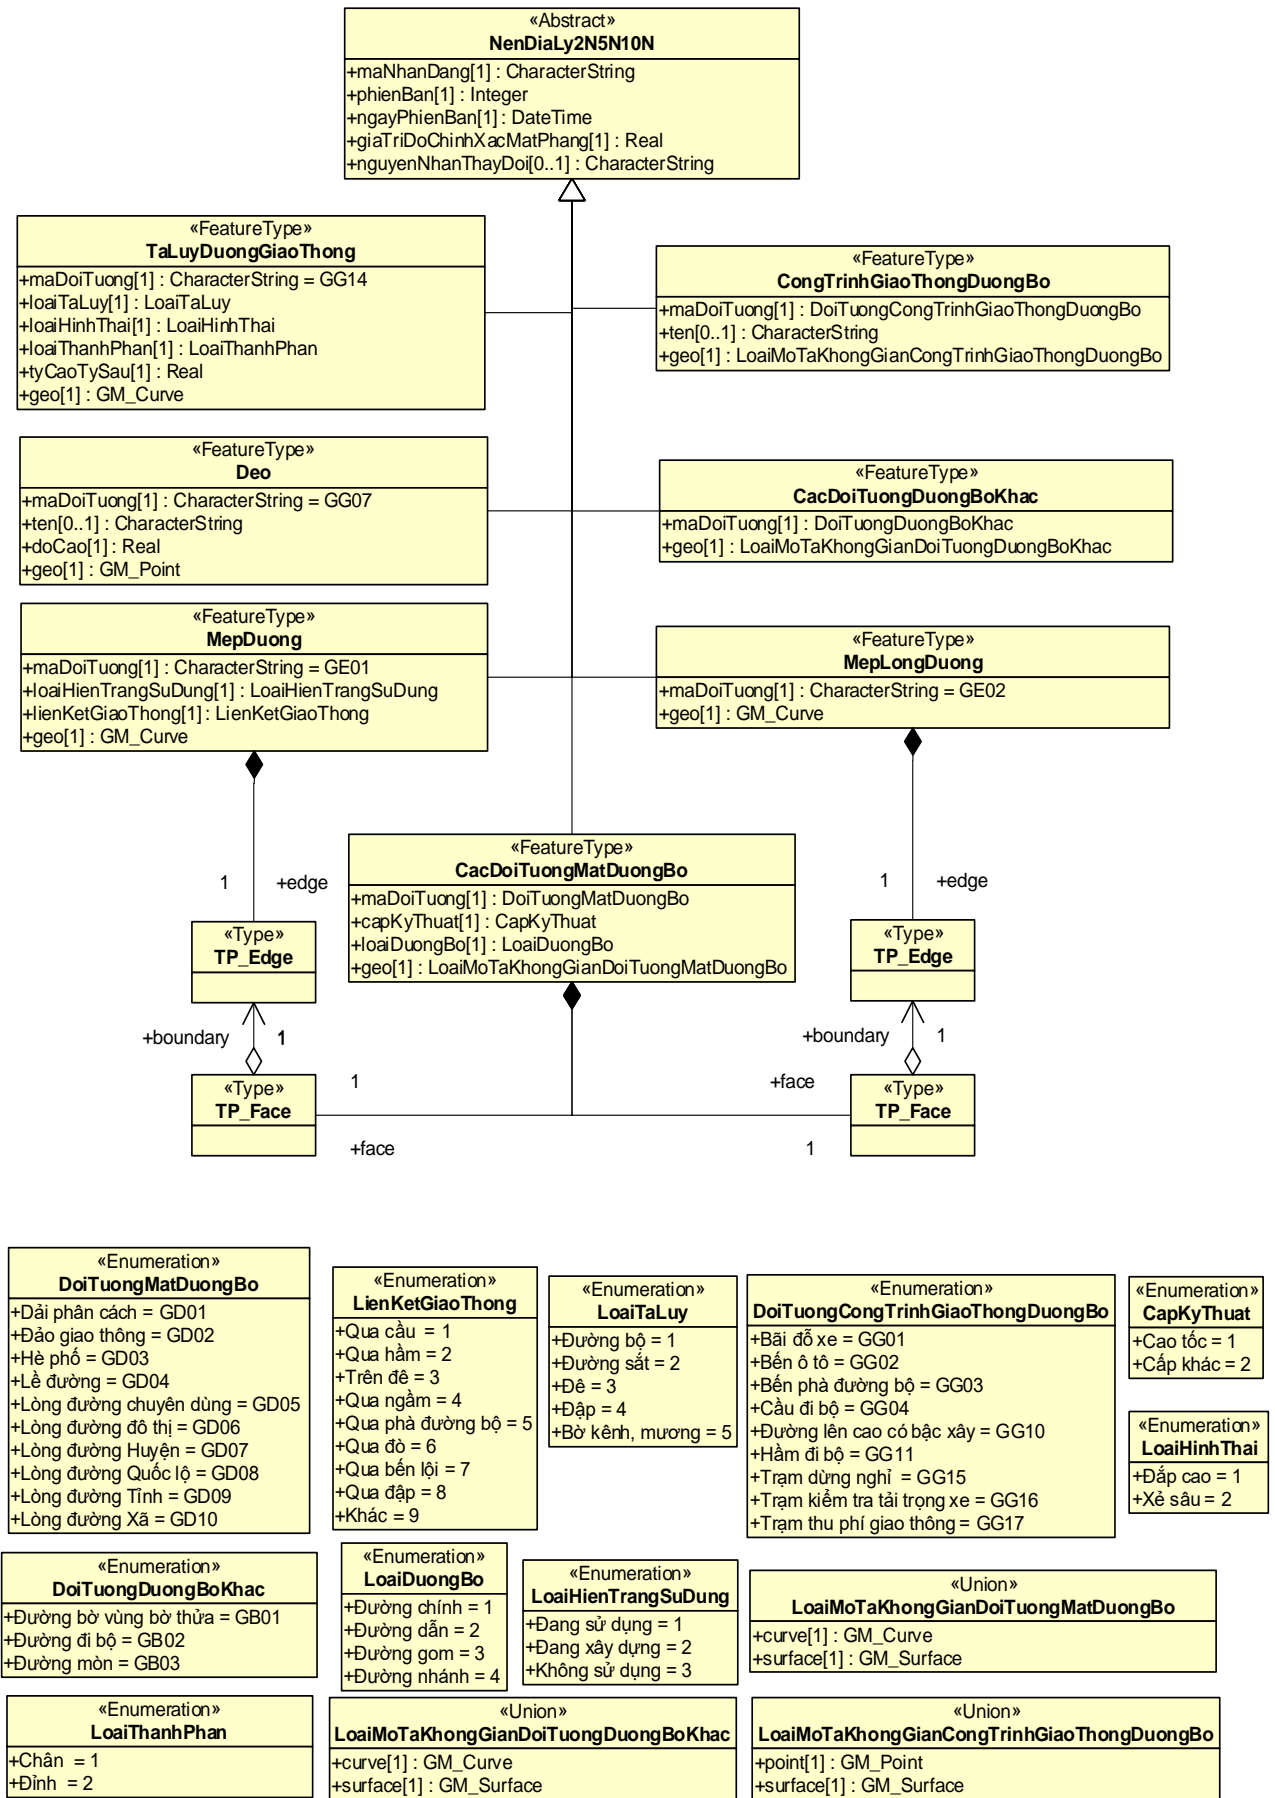 «Abstract»
NenDiaLy2N5N10N
+maNhanDang[1] : CharacterString
+phienBan[1] : Integer
+ngayPhienBan[1] : DateTime
+giaTriDoChinhXacMatPhang[1] : Real
+nguyenNhanThayDoi[0..1] : CharacterString
«FeatureType»
TaLuyDuongGiaoThong
+maDoiTuong[1] : CharacterString = GG14
+loaiTaLuy[1] : LoaiTaLuy
+loaiHinhThai[1] : LoaiHinhThai
+loaiThanhPhan[1] : LoaiThanhPhan
+tyCaoTySau[1] : Real
+geo[1] : GM_Curve
«FeatureType»
CongTrinhGiaoThongDuongBo
+maDoiTuong[1] : DoiTuongCongTrinhGiaoThongDuongBo
+ten[0..1] : CharacterString
+geo[1] : LoaiMoTaKhongGianCongTrinhGiaoThongDuongBo
«FeatureType»
Deo
+maDoiTuong[1] : CharacterString = GG07
+ten[0..1] : CharacterString
+doCao[1] : Real
+geo[1] : GM_Point
«FeatureType»
CacDoiTuongDuongBoKhac
+maDoiTuong[1] : DoiTuongDuongBoKhac
+geo[1] : LoaiMoTaKhongGianDoiTuongDuongBoKhac
«FeatureType»
MepDuong
+maDoiTuong[1] : CharacterString = GE01
+loaiHienTrangSuDung[1] : LoaiHienTrangSuDung
+lienKetGiaoThong[1] : LienKetGiaoThong
+geo[1] : GM_Curve
«FeatureType»
MepLongDuong
+maDoiTuong[1] : CharacterString = GE02
+geo[1] : GM_Curve
«FeatureType»
CacDoiTuongMatDuongBo
+maDoiTuong[1] : DoiTuongMatDuongBo
+capKyThuat[1] : CapKyThuat
+loaiDuongBo[1] : LoaiDuongBo
+geo[1] : LoaiMoTaKhongGianDoiTuongMatDuongBo
1 +edge
1 +edge
«Type»
TP_Edge
«Type»
TP_Edge
+boundary 1
+boundary 1
«Type»
TP_Face
«Type»
TP_Face
1
+face
+face
1
«Enumeration»
DoiTuongMatDuongBo
+Dải phân cách = GD01
+Đảo giao thông = GD02
+Hè phố = GD03
+Lề đường = GD04
+Lòng đường chuyên dùng = GD05
+Lòng đường đô thị = GD06
+Lòng đường Huyện = GD07
+Lòng đường Quốc lộ = GD08
+Lòng đường Tỉnh = GD09
+Lòng đường Xã = GD10
«Enumeration»
LienKetGiaoThong
+Qua cầu = 1
+Qua hầm = 2
+Trên đê = 3
+Qua ngầm = 4
+Qua phà đường bộ = 5
+Qua đò = 6
+Qua bến lội = 7
+Qua đập = 8
+Khác = 9
«Enumeration»
LoaiTaLuy
+Đường bộ = 1
+Đường sắt = 2
+Đê = 3
+Đập = 4
+Bờ kênh, mương = 5
«Enumeration»
DoiTuongCongTrinhGiaoThongDuongBo
+Bãi đỗ xe = GG01
+Bến ô tô = GG02
+Bến phà đường bộ = GG03
+Cầu đi bộ = GG04
+Đường lên cao có bậc xây = GG10
+Hầm đi bộ = GG11
+Trạm dừng nghỉ = GG15
+Trạm kiểm tra tải trọng xe = GG16
+Trạm thu phí giao thông = GG17
«Enumeration»
CapKyThuat
+Cao tốc = 1
+Cấp khác = 2
«Enumeration»
LoaiHinhThai
+Đắp cao = 1
+Xẻ sâu = 2
«Enumeration»
DoiTuongDuongBoKhac
+Đường bờ vùng bờ thửa = GB01
+Đường đi bộ = GB02
+Đường mòn = GB03
«Enumeration»
LoaiDuongBo
+Đường chính = 1
+Đường dẫn = 2
+Đường gom = 3
+Đường nhánh = 4
«Enumeration»
LoaiHienTrangSuDung
+Đang sử dụng = 1
+Đang xây dựng = 2
+Không sử dụng = 3
«Union»
LoaiMoTaKhongGianDoiTuongMatDuongBo
+curve[1] : GM_Curve
+surface[1] : GM_Surface
«Enumeration»
LoaiThanhPhan
+Chân = 1
+Đỉnh = 2
«Union»
LoaiMoTaKhongGianDoiTuongDuongBoKhac
+curve[1] : GM_Curve
+surface[1] : GM_Surface
«Union»
LoaiMoTaKhongGianCongTrinhGiaoThongDuongBo
+point[1] : GM_Point
+surface[1] : GM_Surface